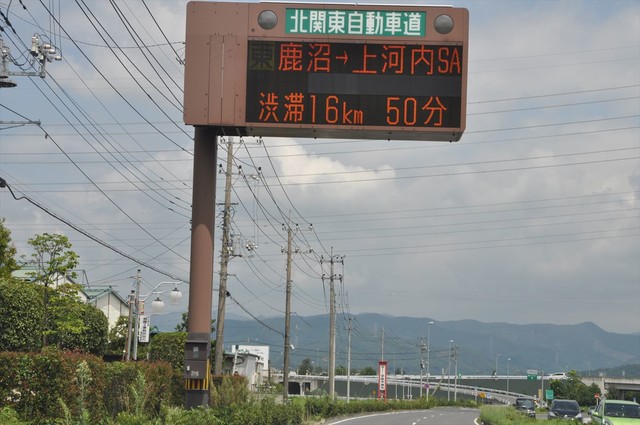 北関東自動車道
東 鹿沼→上河内SA
渋滞16km 50分